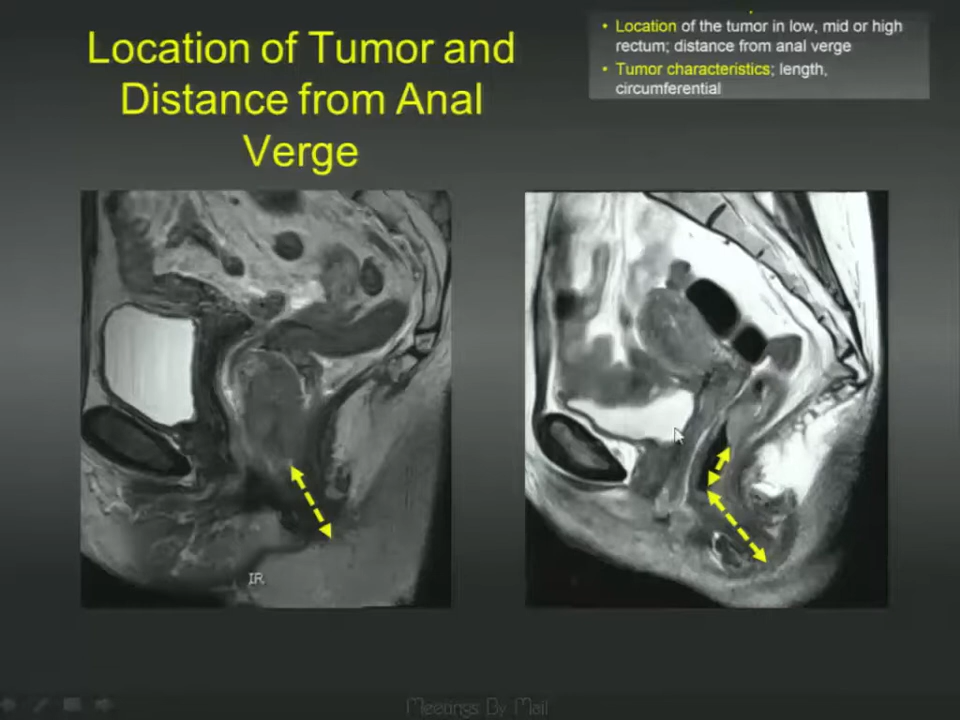 Location of Tumor and
Distance from Anal
Verge
• Location of the tumor in low, mid or high
rectum; distance from anal verge
• Tumor characteristics; length,
circumferential
IR
Meetings By Mail